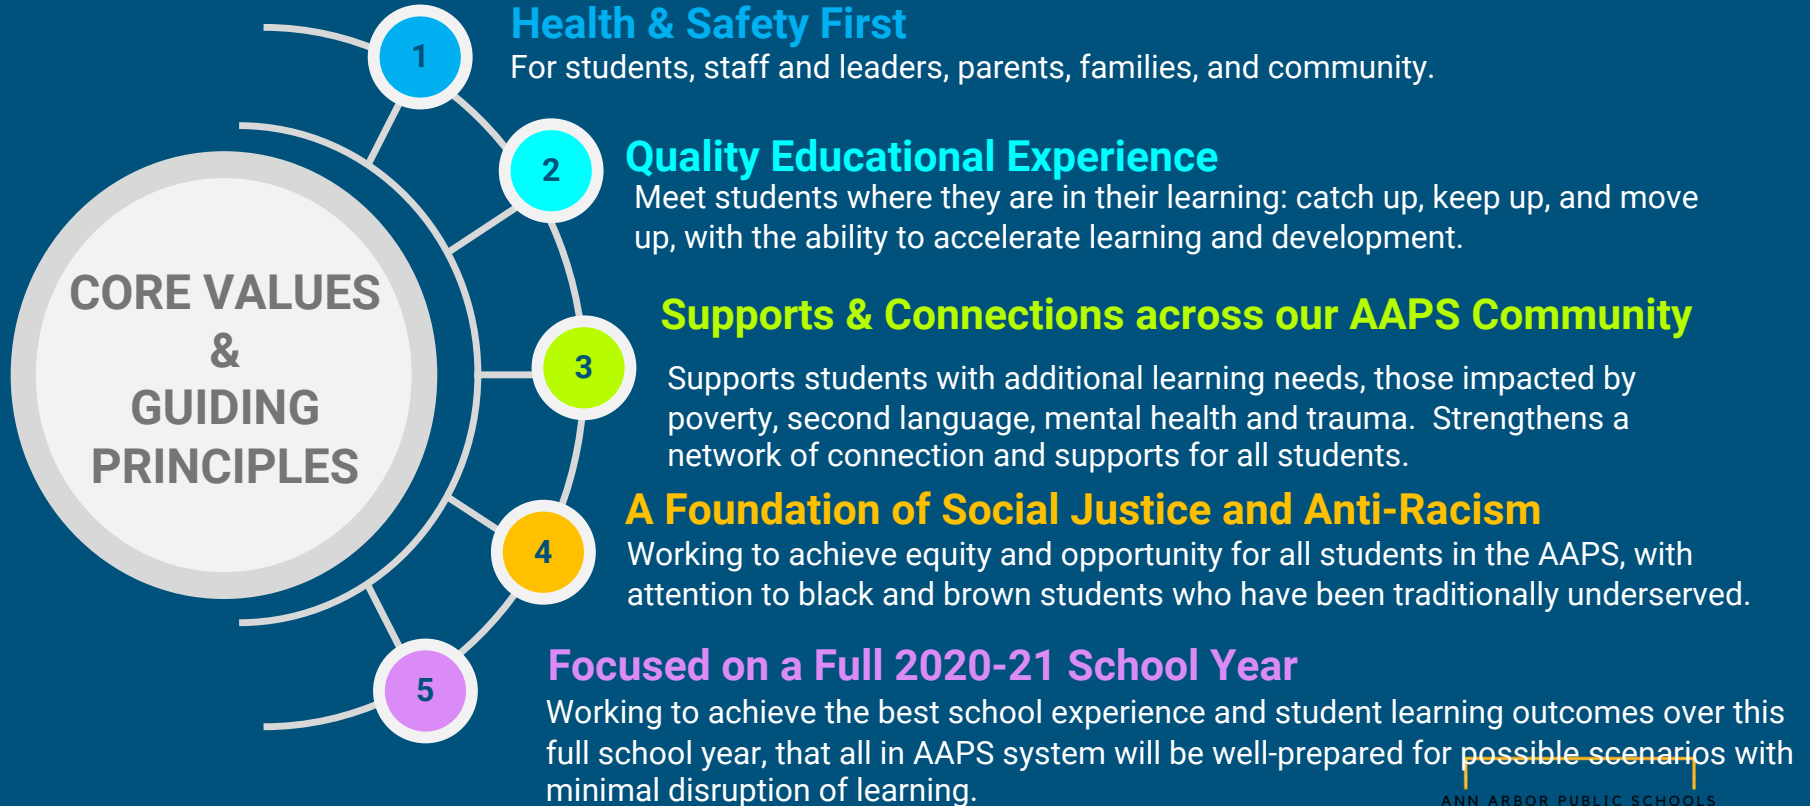 CORE VALUES
&
GUIDING
PRINCIPLES
1
Health & Safety First
For students, staff and leaders, parents, families, and community.
2
Quality Educational Experience
Meet students where they are in their learning: catch up, keep up, and move
up, with the ability to accelerate learning and development.
3
Supports & Connections across our AAPS Community
Supports students with additional learning needs, those impacted by
poverty, second language, mental health and trauma.  Strengthens a
network of connection and supports for all students.
4
A Foundation of Social Justice and Anti-Racism
Working to achieve equity and opportunity for all students in the AAPS, with
attention to black and brown students who have been traditionally underserved.
5
Focused on a Full 2020-21 School Year
Working to achieve the best school experience and student learning outcomes over this
full school year, that all in AAPS system will be well-prepared for possible scenarios with
minimal disruption of learning.
ANN ARBOR PUBLIC SCHOOLS